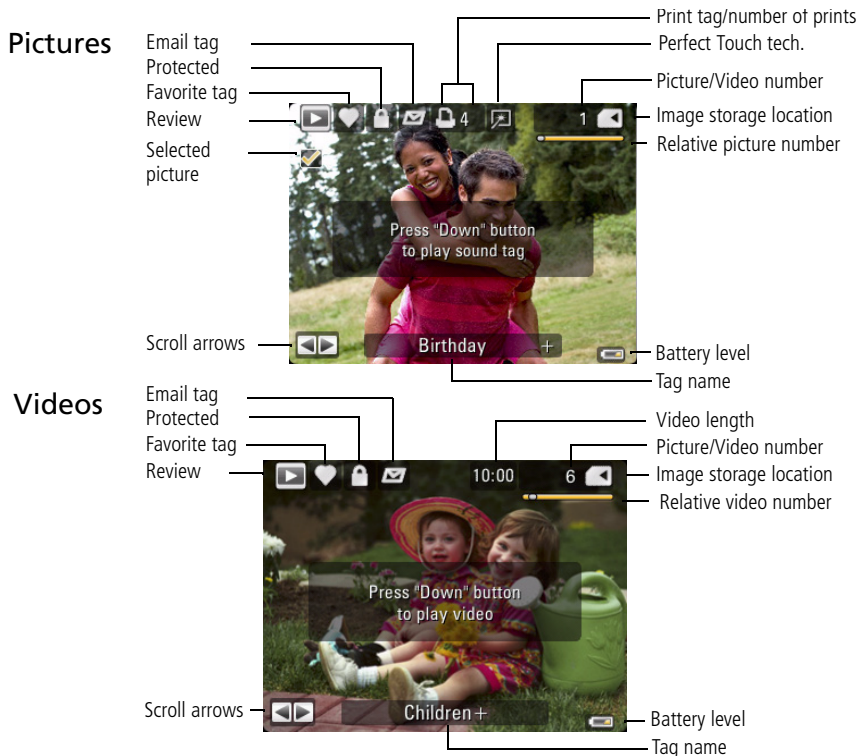 Pictures
Print tag/number of prints
Email tag
Perfect Touch tech.
Protected
Favorite tag
Picture/Video number
Review
Image storage location
Selected
picture
Relative picture number
4
1
Press "Down" button
to play sound tag
Scroll arrows
Birthday +
Battery level
Tag name
Videos
Email tag
Protected
Video length
Favorite tag
Picture/Video number
Review
10:00
6
Image storage location
Relative video number
Press "Down" button
to play video
Scroll arrows
Children+
Battery level
Tag name